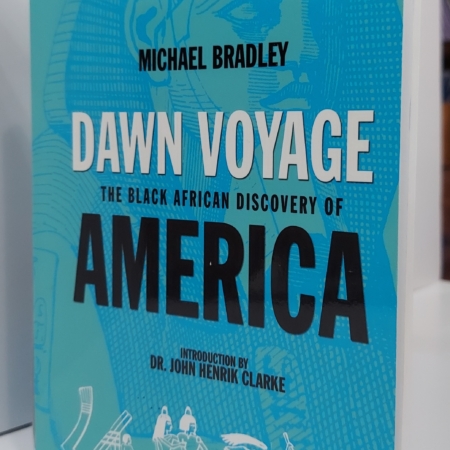 MICHAEL BRADLEY
DAWN VOYAGE
THE BLACK AFRICAN DISCOVERY OF
AMERICA
INTRODUCTION BY
DR. JOHN HENRIK CLARKE